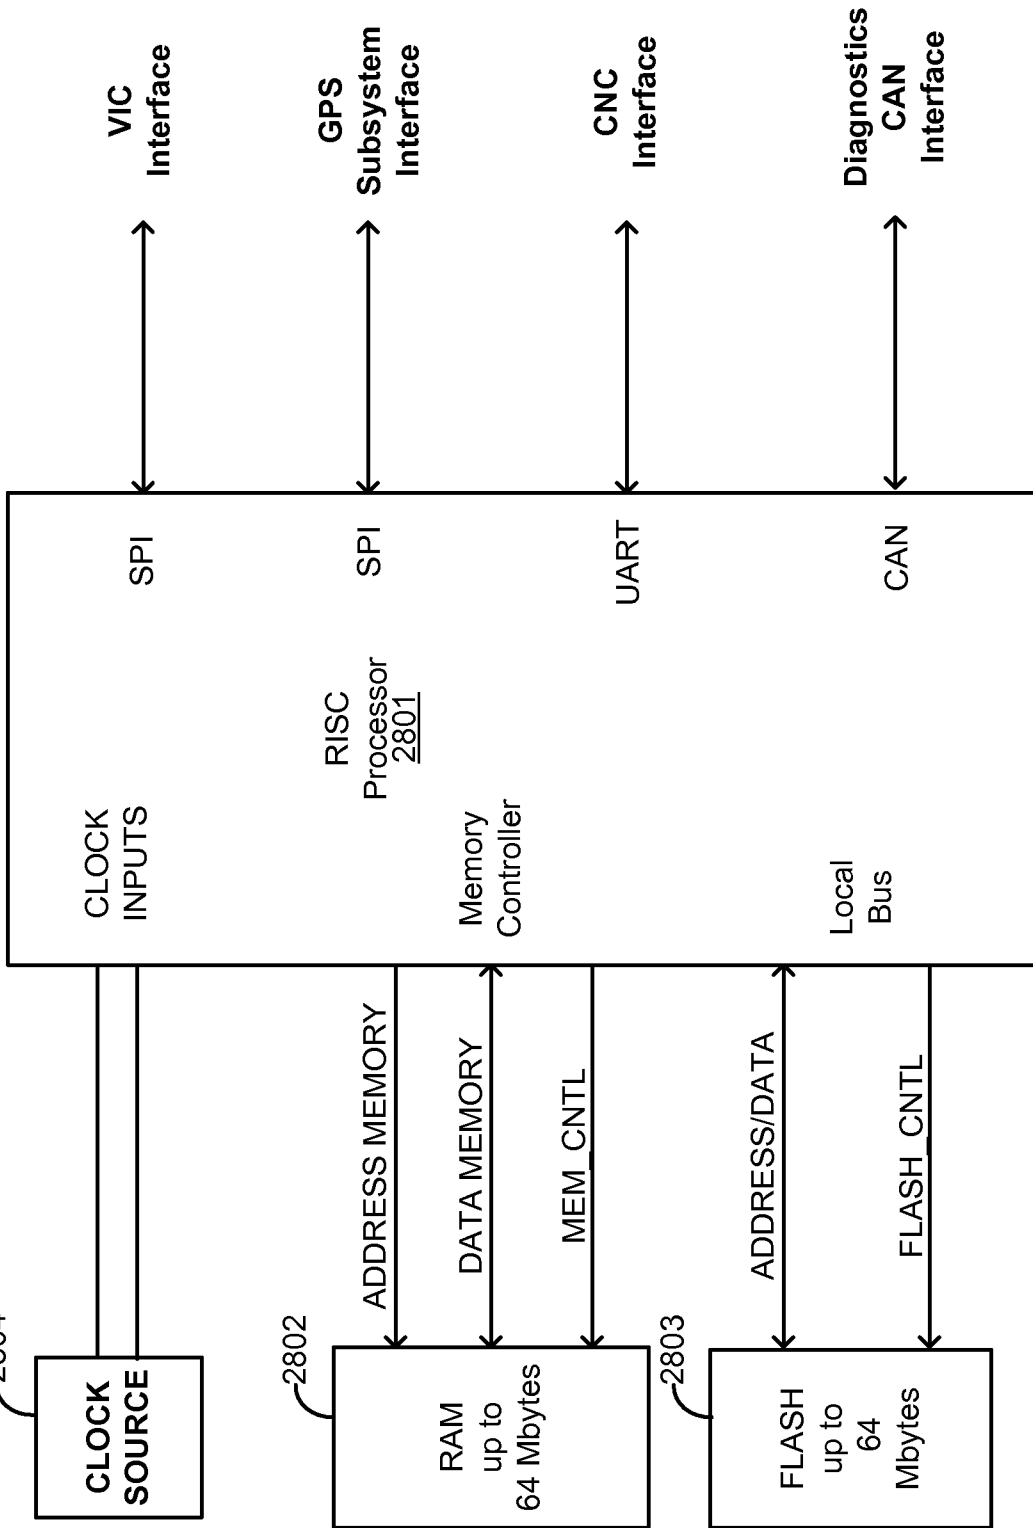 CLOCK
SOURCE
CLOCK
INPUTS
SPI
VIC
Interface
2802
RAM
up to
64 Mbytes
ADDRESS MEMORY
DATA MEMORY
MEM_CNTL
Memory
Controller
RISC
Processor
2801
SPI
GPS
Subsystem
Interface
UART
CNC
Interface
2803
FLASH
up to
64
Mbytes
ADDRESS/DATA
FLASH_CNTL
Local
Bus
CAN
Diagnostics
CAN
Interface